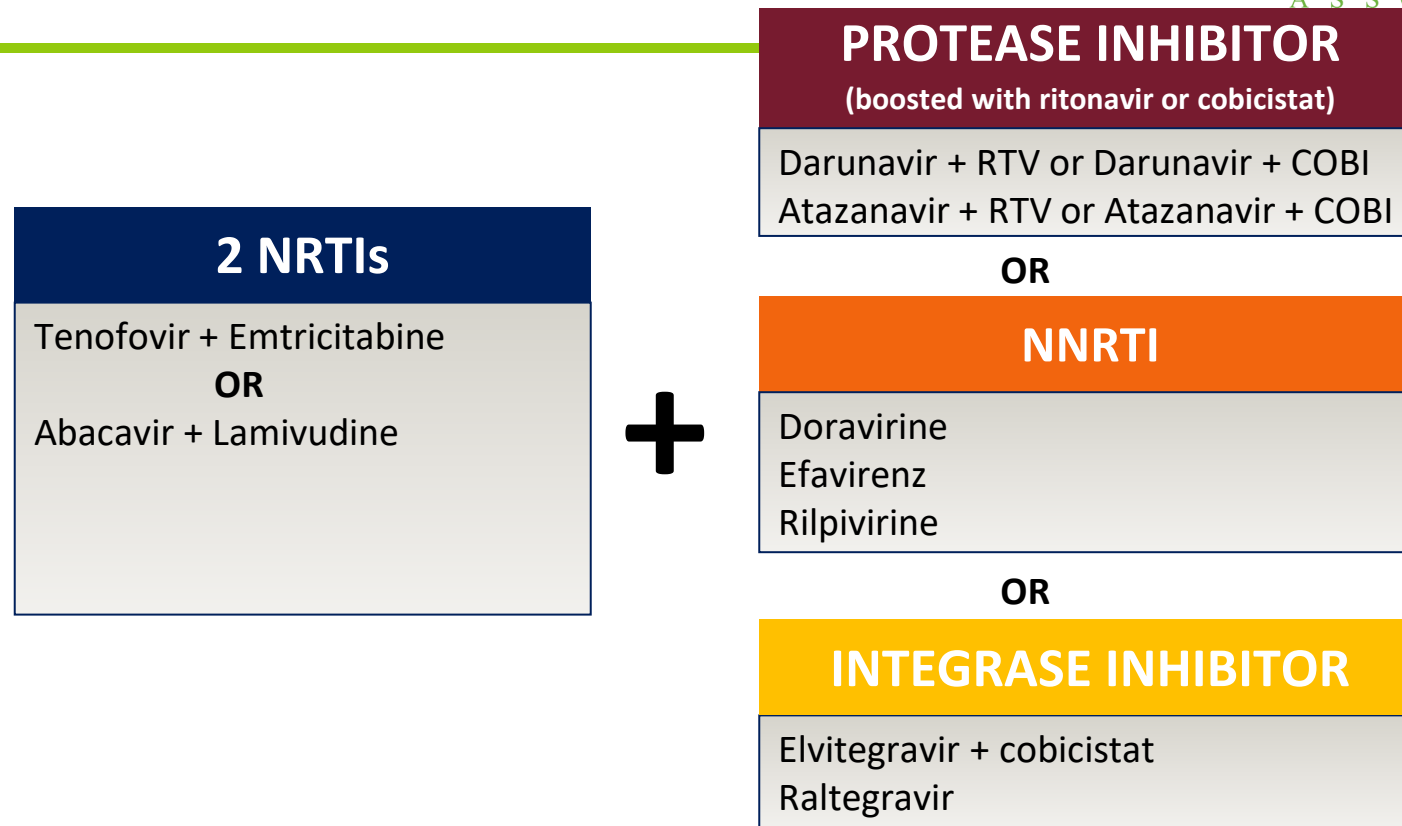 PROTEASE INHIBITOR
(boosted with ritonavir or cobicistat)
Darunavir + RTV or Darunavir + COBI
Atazanavir + RTV or Atazanavir + COBI
2 NRTIs
Tenofovir + Emtricitabine
OR
Abacavir + Lamivudine
+
OR
NNRTI
Doravirine
Efavirenz
Rilpivirine
OR
INTEGRASE INHIBITOR
Elvitegravir + cobicistat
Raltegravir